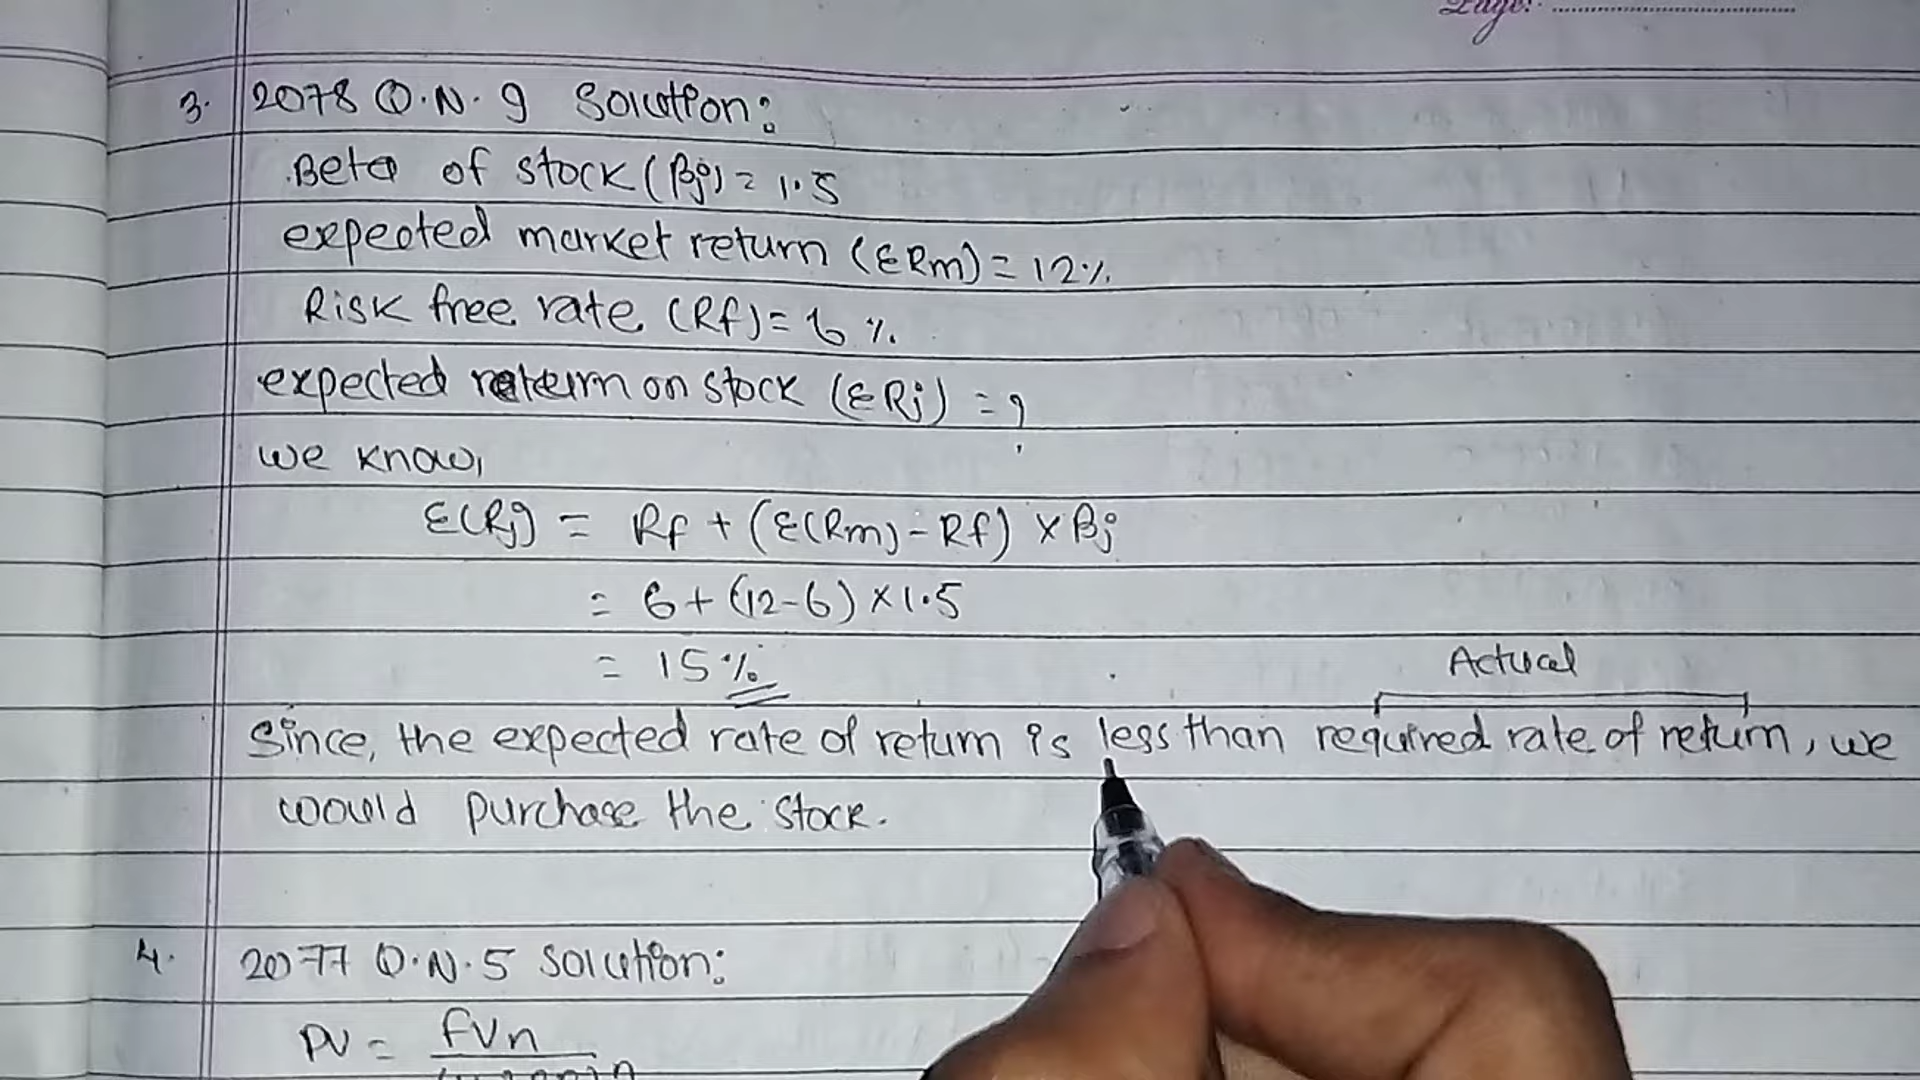 Page:
3. 2078 Q.N. 9 Solution:
Beta of stock (βj) = 1.5
expected market return (ERm) = 12%
Risk free rate (Rf) = 6%
expected return on stock (ERj) = ?
we know,
E(Rj) = Rf + (E(Rm) - Rf) × βj
= 6 + (12-6) × 1.5
= 15%
Actual
Since, the expected rate of return is less than required rate of return, we
would purchase the stock.
4. 2077 Q.N. 5 Solution:
PV = FVn